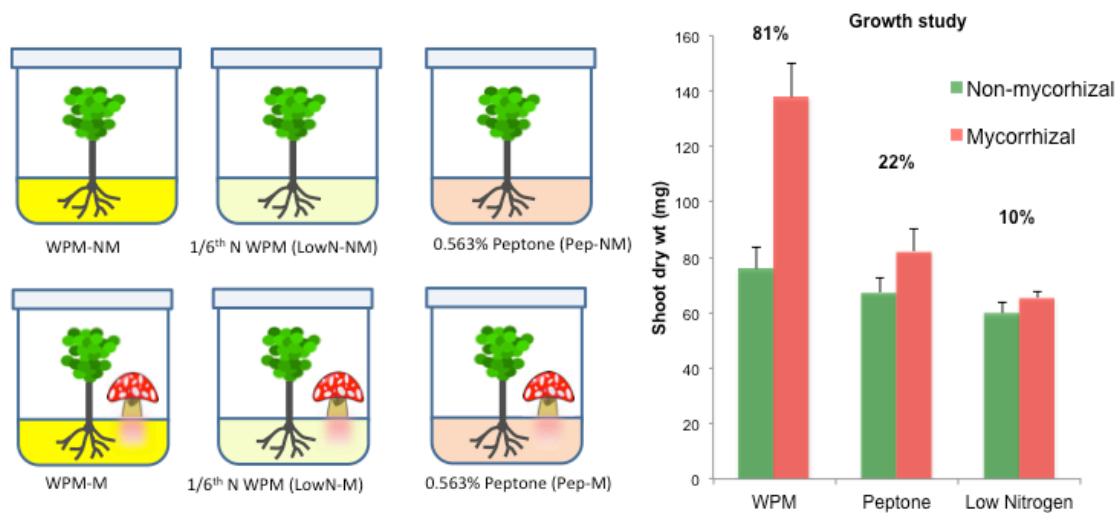 WPM-NM
1/6th N WPM (LowN-NM)
0.563% Peptone (Pep-NM)
WPM-M
1/6th N WPM (LowN-M)
0.563% Peptone (Pep-M)
Growth study
81%
22%
10%
Non-mycorhizal
Mycorrhizal
Shoot dry wt (mg)
160
140
120
100
80
60
40
20
0
WPM
Peptone
Low Nitrogen